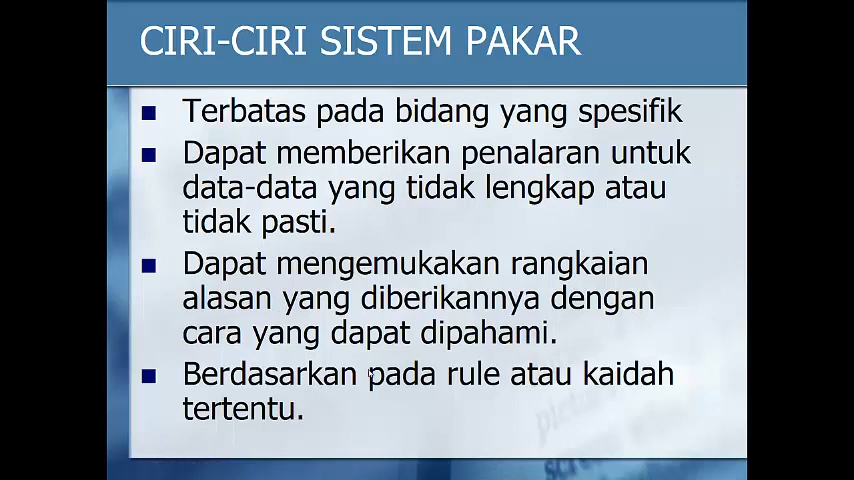 CIRI-CIRI SISTEM PAKAR
Terbatas pada bidang yang spesifik
Dapat memberikan penalaran untuk
data-data yang tidak lengkap atau
tidak pasti.
Dapat mengemukakan rangkaian
alasan yang diberikannya dengan
cara yang dapat dipahami.
Berdasarkan pada rule atau kaidah
tertentu.